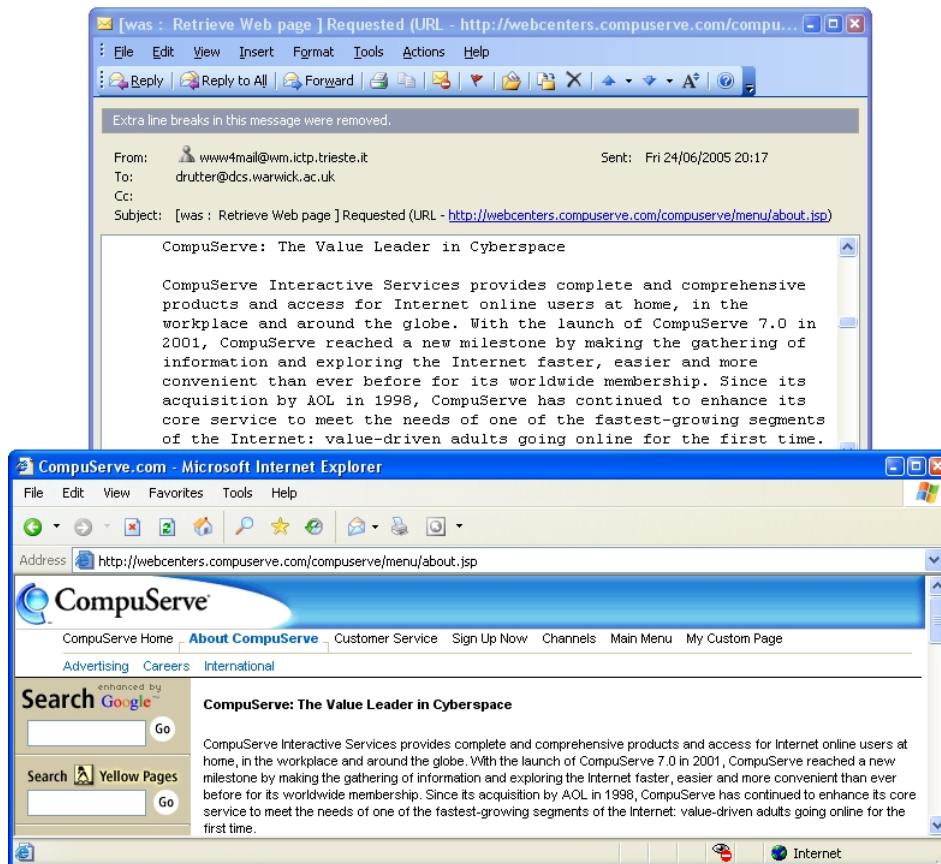 [was : Retrieve Web page ] Requested (URL - http://webcenters.compuserve.com/compu...
File Edit View Insert Format Tools Actions Help
Reply Reply to All Forward
Extra line breaks in this message were removed.
From: www4mail@wm.ictp.trieste.it Sent: Fri 24/06/2005 20:17
To: drutter@dcs.warwick.ac.uk
Cc:
Subject: [was : Retrieve Web page ] Requested (URL - http://webcenters.compuserve.com/compuserve/menu/about.jsp)
CompuServe: The Value Leader in Cyberspace
CompuServe Interactive Services provides complete and comprehensive
products and access for Internet online users at home, in the
workplace and around the globe. With the launch of CompuServe 7.0 in
2001, CompuServe reached a new milestone by making the gathering of
information and exploring the Internet faster, easier and more
convenient than ever before for its worldwide membership. Since its
acquisition by AOL in 1998, CompuServe has continued to enhance its
core service to meet the needs of one of the fastest-growing segments
of the Internet: value-driven adults going online for the first time.
CompuServe.com - Microsoft Internet Explorer
File Edit View Favorites Tools Help
Address http://webcenters.compuserve.com/compuserve/menu/about.jsp
CompuServe
CompuServe Home About CompuServe Customer Service Sign Up Now Channels Main Menu My Custom Page
Advertising Careers International
Search enhanced by Google™
Go
CompuServe: The Value Leader in Cyberspace
CompuServe Interactive Services provides complete and comprehensive products and access for Internet online users at
home, in the workplace and around the globe. With the launch of CompuServe 7.0 in 2001, CompuServe reached a new
milestone by making the gathering of information and exploring the Internet faster, easier and more convenient than ever
before for its worldwide membership. Since its acquisition by AOL in 1998, CompuServe has continued to enhance its core
service to meet the needs of one of the fastest-growing segments of the Internet: value-driven adults going online for the
first time.
Search Yellow Pages
Go
Internet